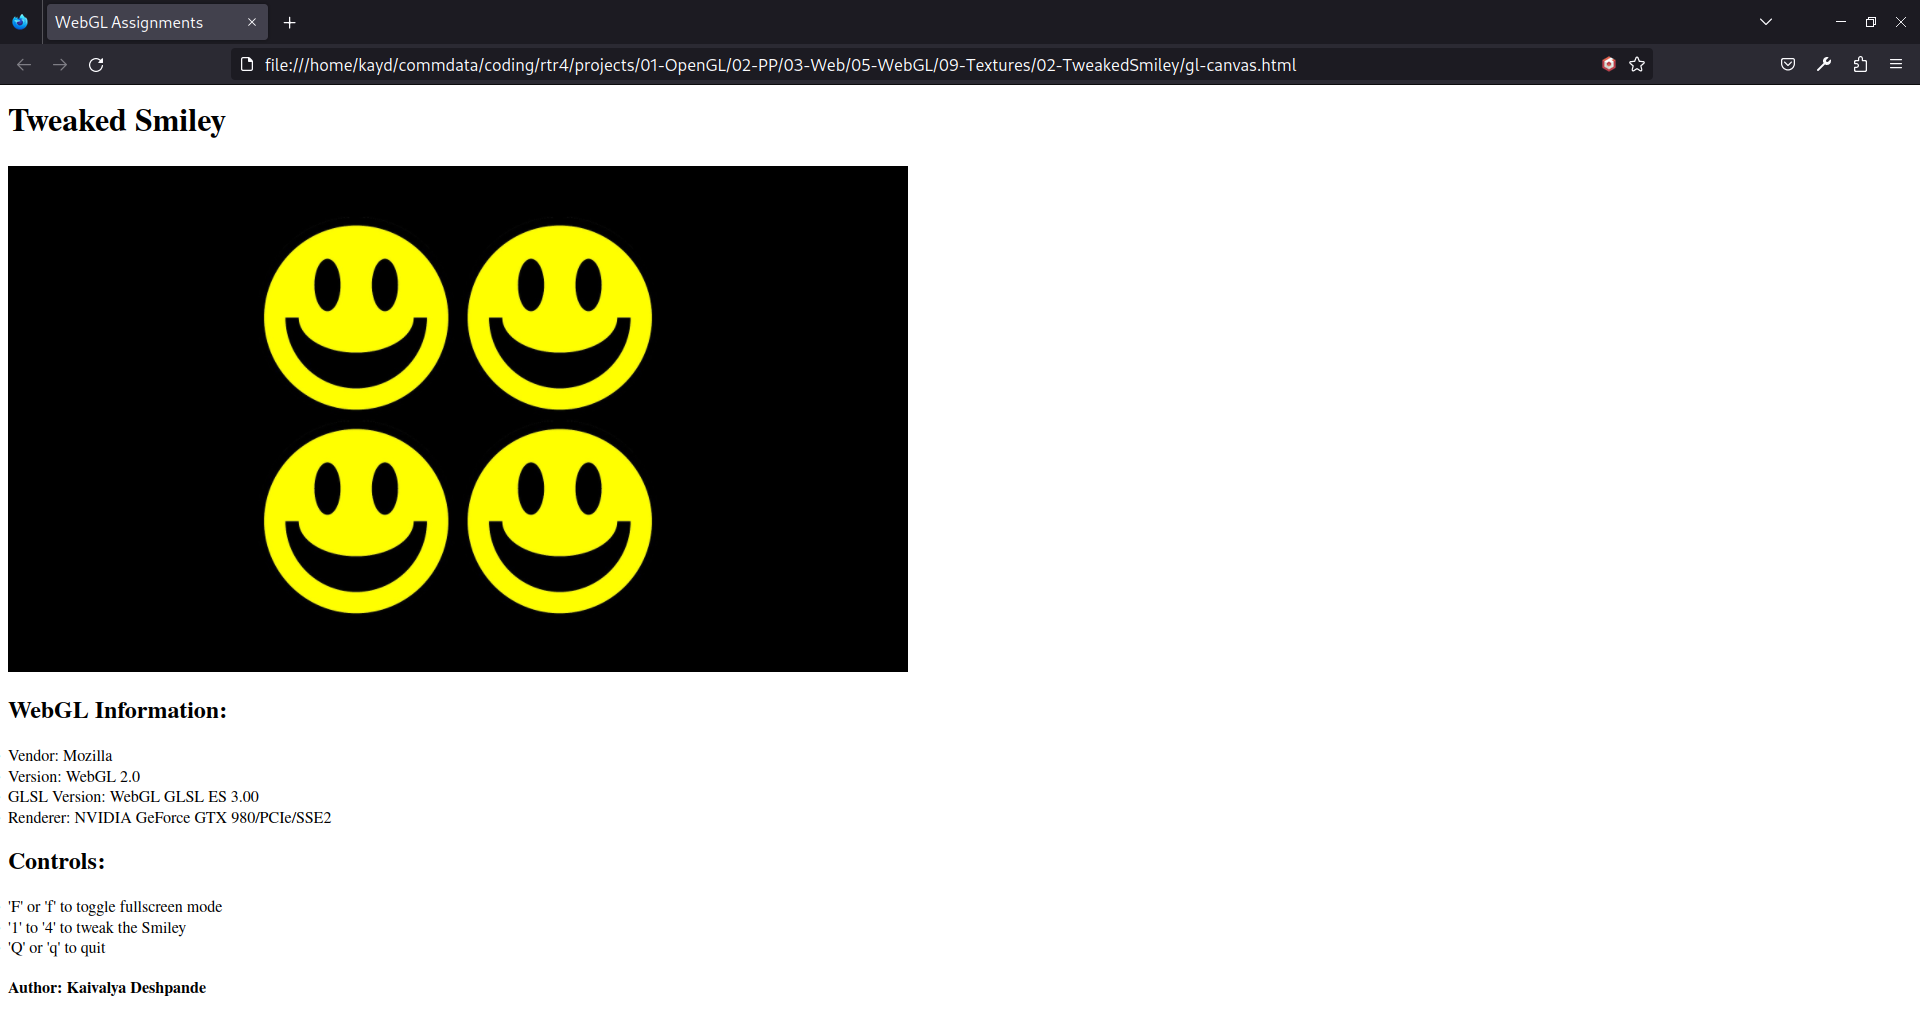 WebGL Assignments
file:///home/kayd/commdata/coding/rtr4/projects/01-OpenGL/02-PP/03-Web/05-WebGL/09-Textures/02-TweakedSmiley/gl-canvas.html
Tweaked Smiley
WebGL Information:
Vendor: Mozilla
Version: WebGL 2.0
GLSL Version: WebGL GLSL ES 3.00
Renderer: NVIDIA GeForce GTX 980/PCIe/SSE2
Controls:
'F' or 'f' to toggle fullscreen mode
'1' to '4' to tweak the Smiley
'Q' or 'q' to quit
Author: Kaivalya Deshpande